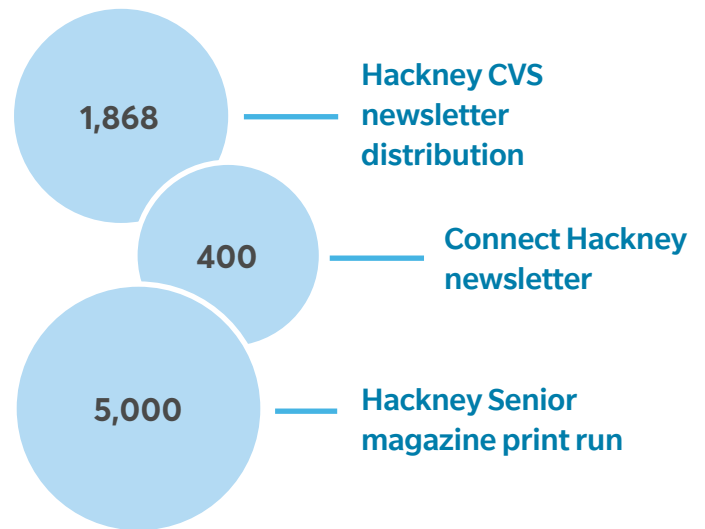 1,868
Hackney CVS
newsletter
distribution
400
Connect Hackney
newsletter
5,000
Hackney Senior
magazine print run